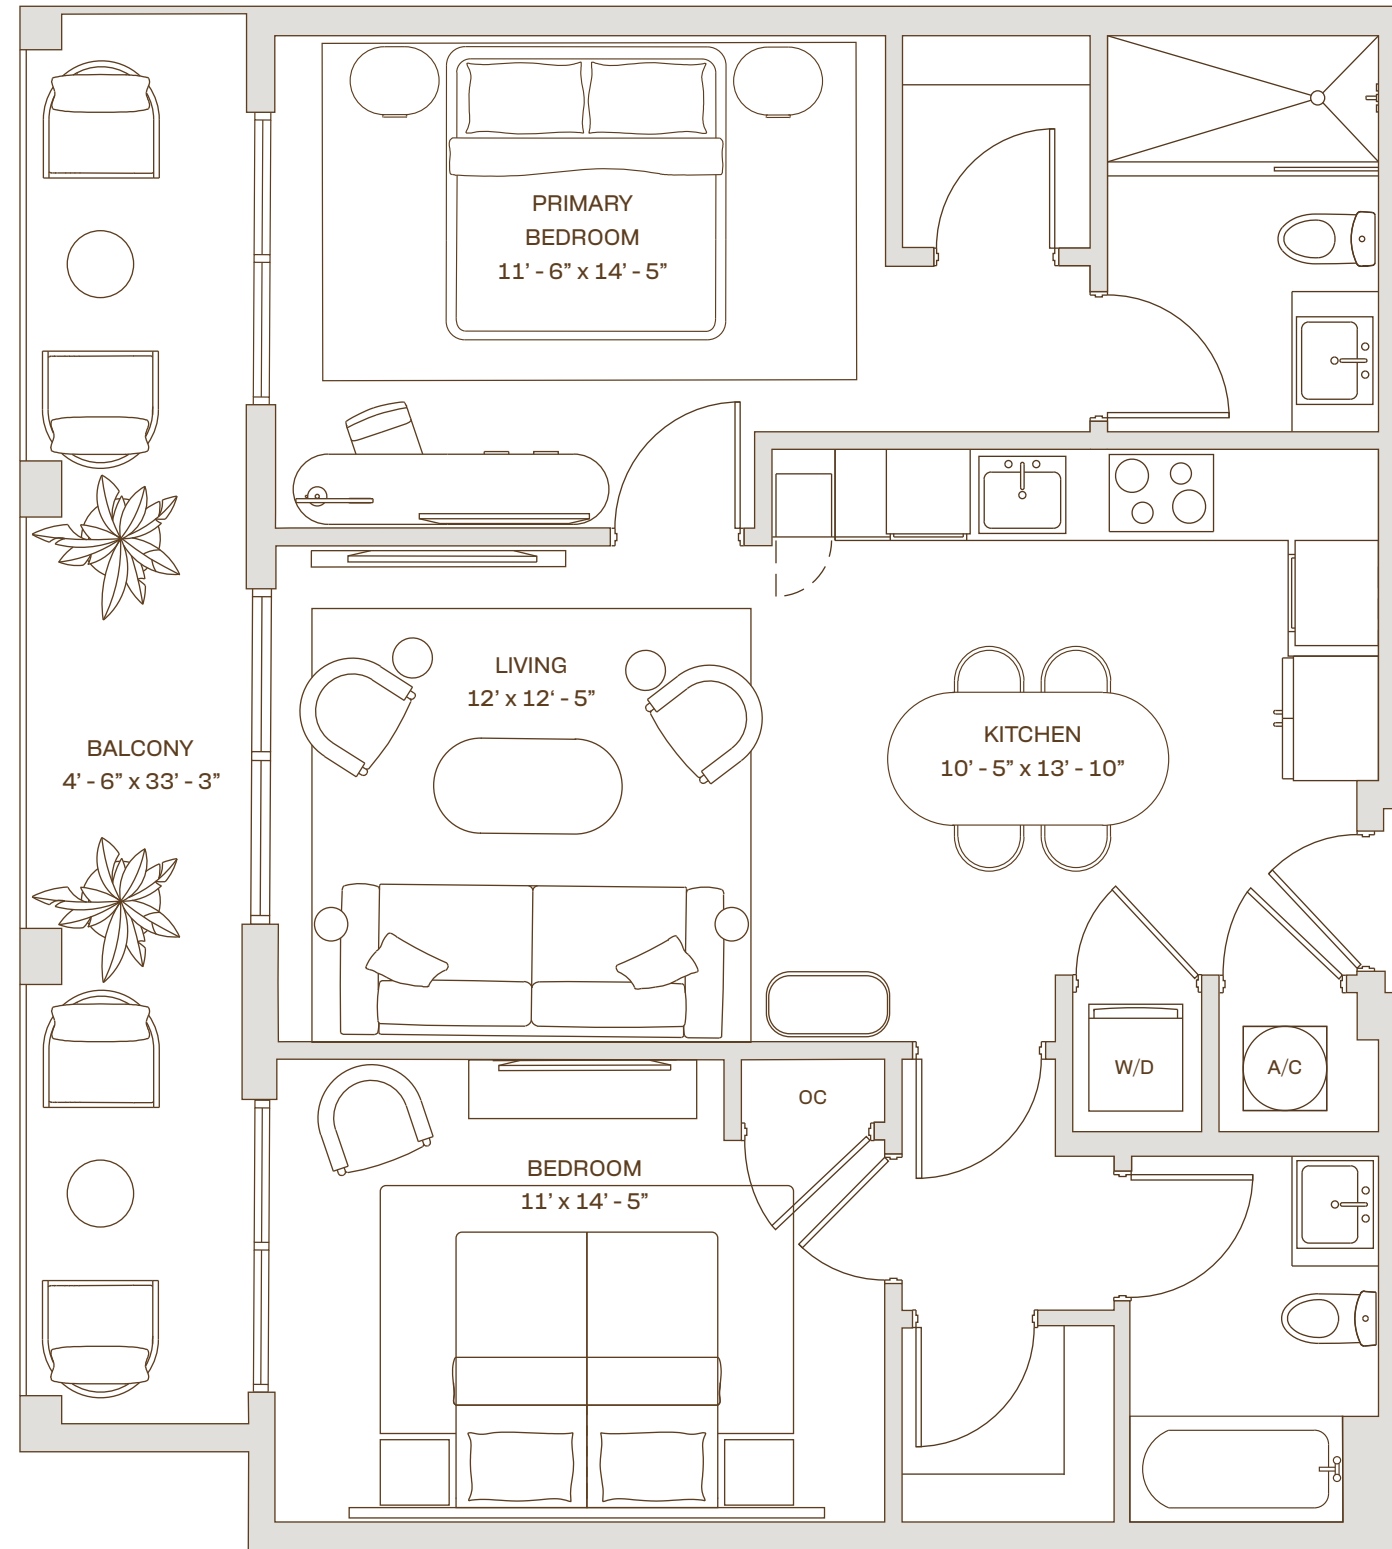 PRIMARY
BEDROOM
11’ - 6” x 14’ - 5”
LIVING
12’ x 12‘ - 5”
BALCONY
4’ - 6” x 33’ - 3”
KITCHEN
10’ - 5” x 13’ - 10”
W/D
A/C
OC
BEDROOM
11’ x 14’ - 5”